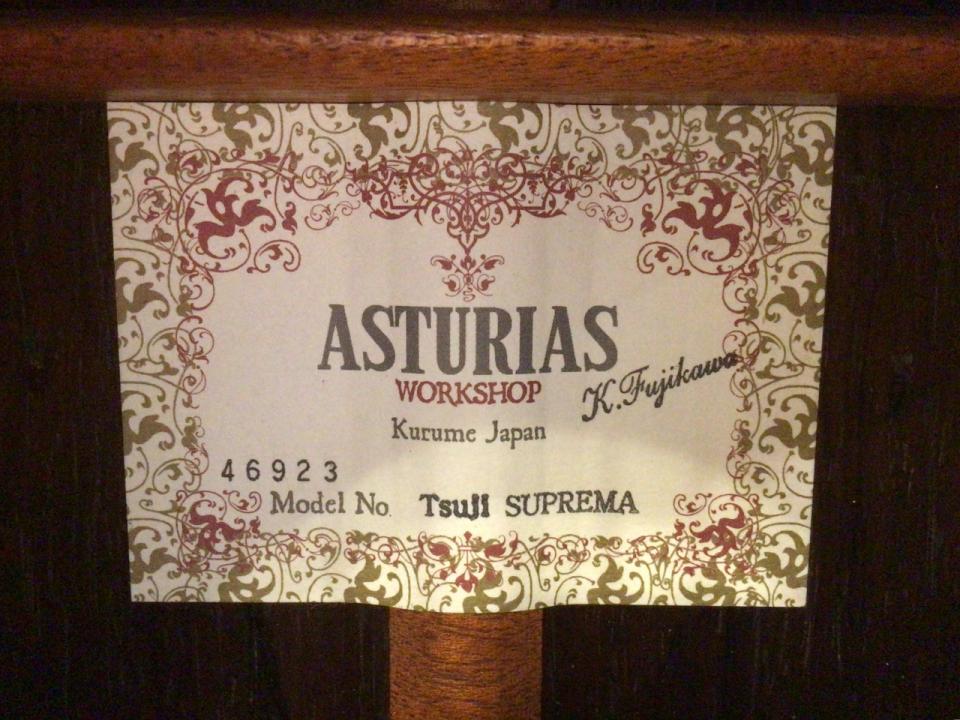 ASTURIAS
WORKSHOP
K. Fujikawa
Kurume Japan
46923
Model No. Tsuji SUPREMA